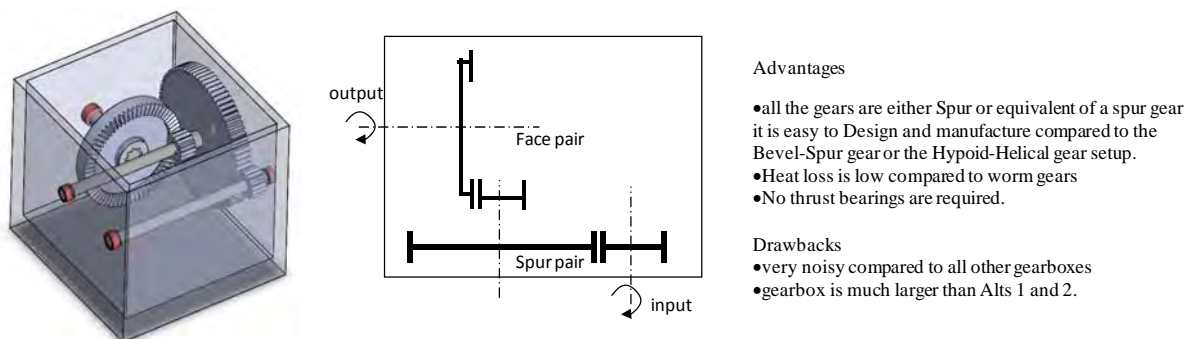 output
Face pair
Spur pair
input
Advantages
•all the gears are either Spur or equivalent of a spur gear
it is easy to Design and manufacture compared to the
Bevel-Spur gear or the Hypoid-Helical gear setup.
•Heat loss is low compared to worm gears
•No thrust bearings are required.
Drawbacks
•very noisy compared to all other gearboxes
•gearbox is much larger than Alts 1 and 2.